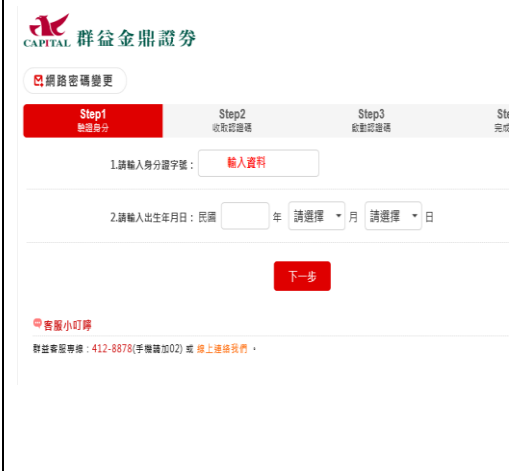 CAPITAL 群益金鼎證券
網路密碼變更
Step1 Step2 Step3 Ste
驗證身分 收取認證碼 啟動認證碼 完成
1.請輸入身分證字號： 輸入資料
2.請輸入出生年月日： 民國 年 請選擇 月 請選擇 日
下一步
客服小叮嚀
群益客服專線：412-8878(手機請加02) 或 線上連絡我們。